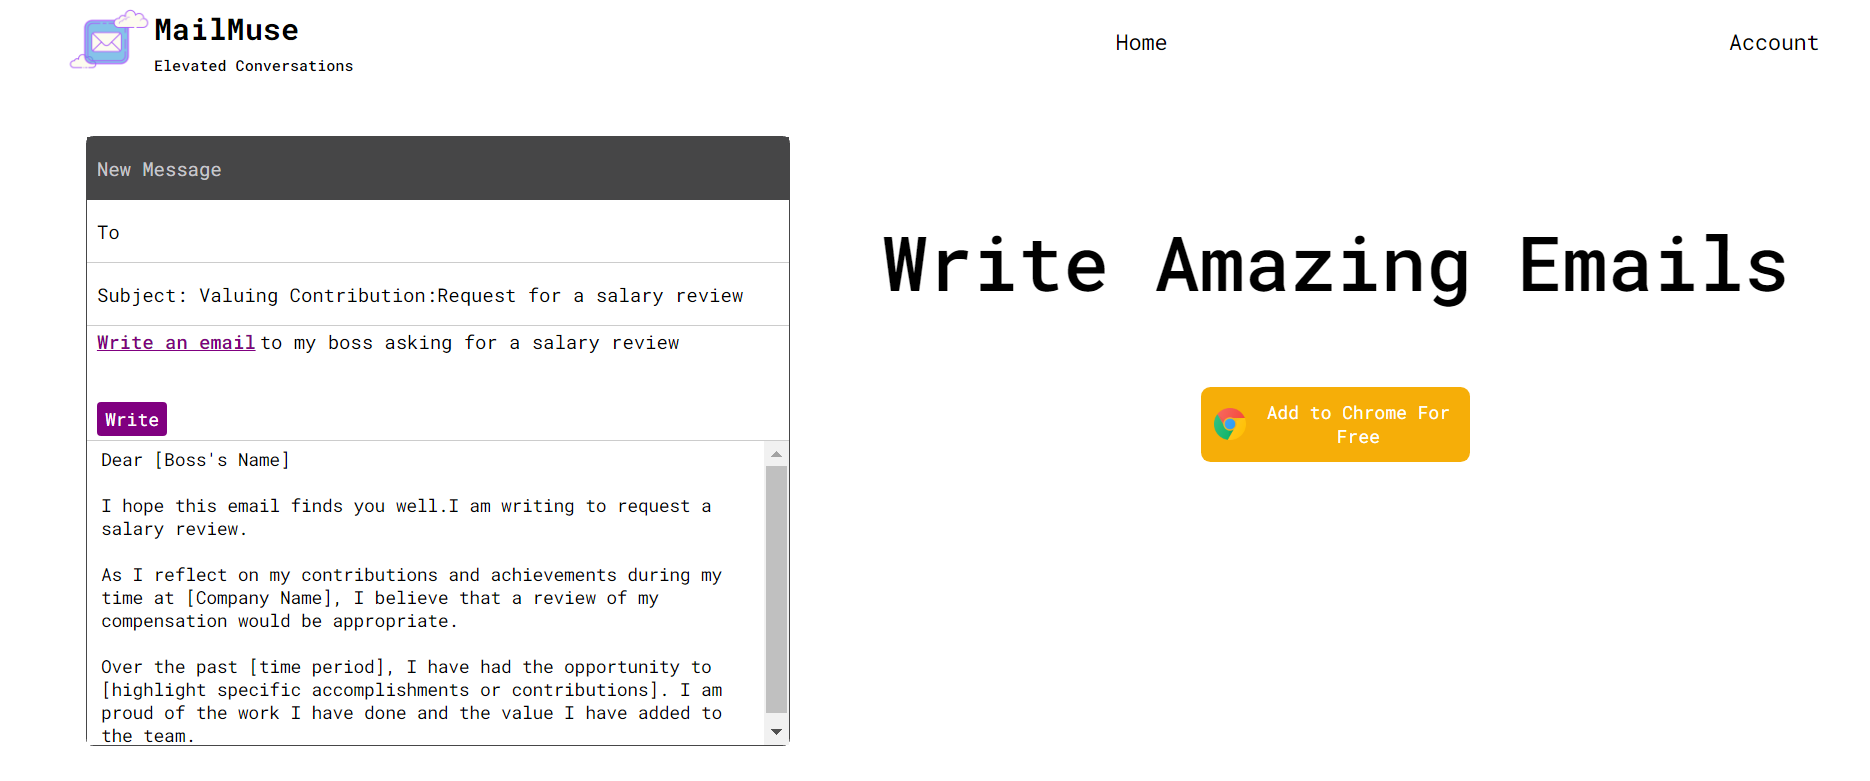 MailMuse
Elevated Conversations
Home
Account
New Message
To
Subject: Valuing Contribution:Request for a salary review
Write an email to my boss asking for a salary review
Write
Dear [Boss's Name]
I hope this email finds you well.I am writing to request a
salary review.
As I reflect on my contributions and achievements during my
time at [Company Name], I believe that a review of my
compensation would be appropriate.
Over the past [time period], I have had the opportunity to
[highlight specific accomplishments or contributions]. I am
proud of the work I have done and the value I have added to
the team.
Write Amazing Emails
Add to Chrome For
Free